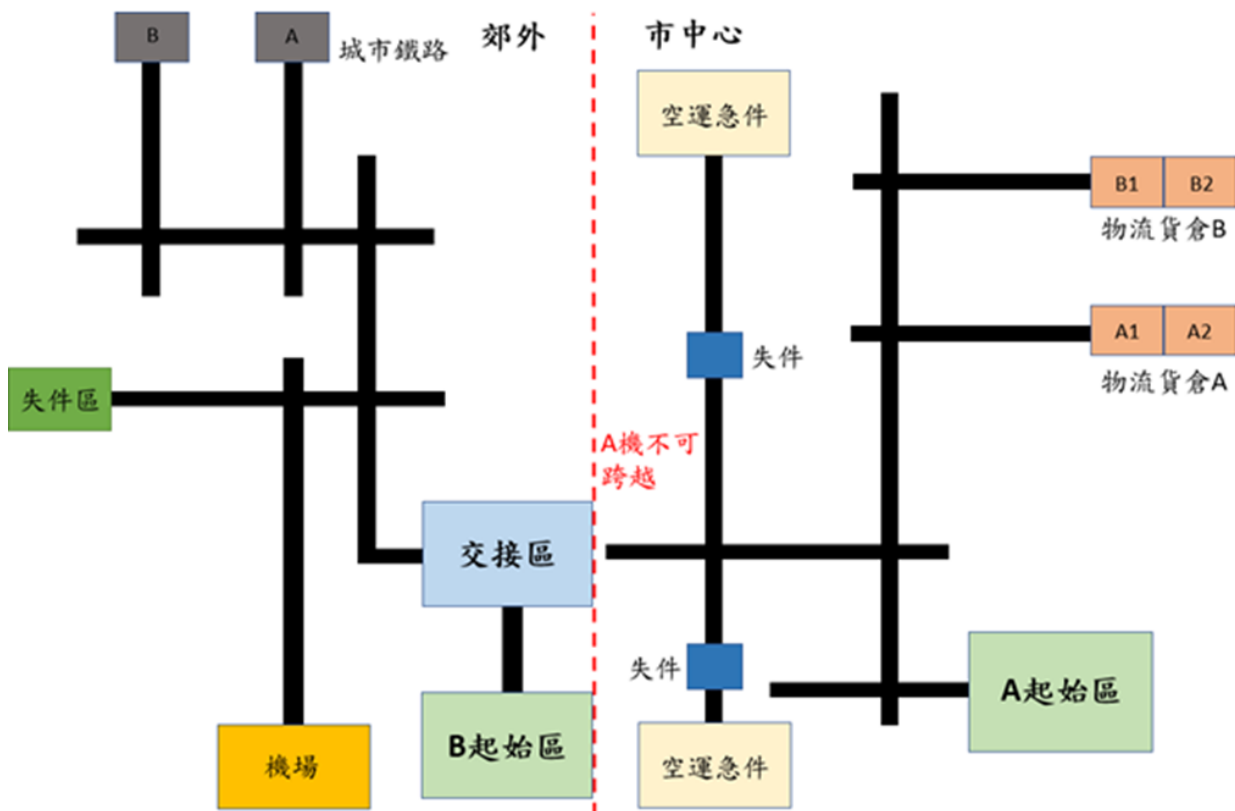 B
A
城市鐵路
郊外
市中心
空運急件
B1
B2
物流貨倉B
失件
A1
A2
物流貨倉A
失件區
A機不可
跨越
交接區
失件
A起始區
B起始區
機場
空運急件